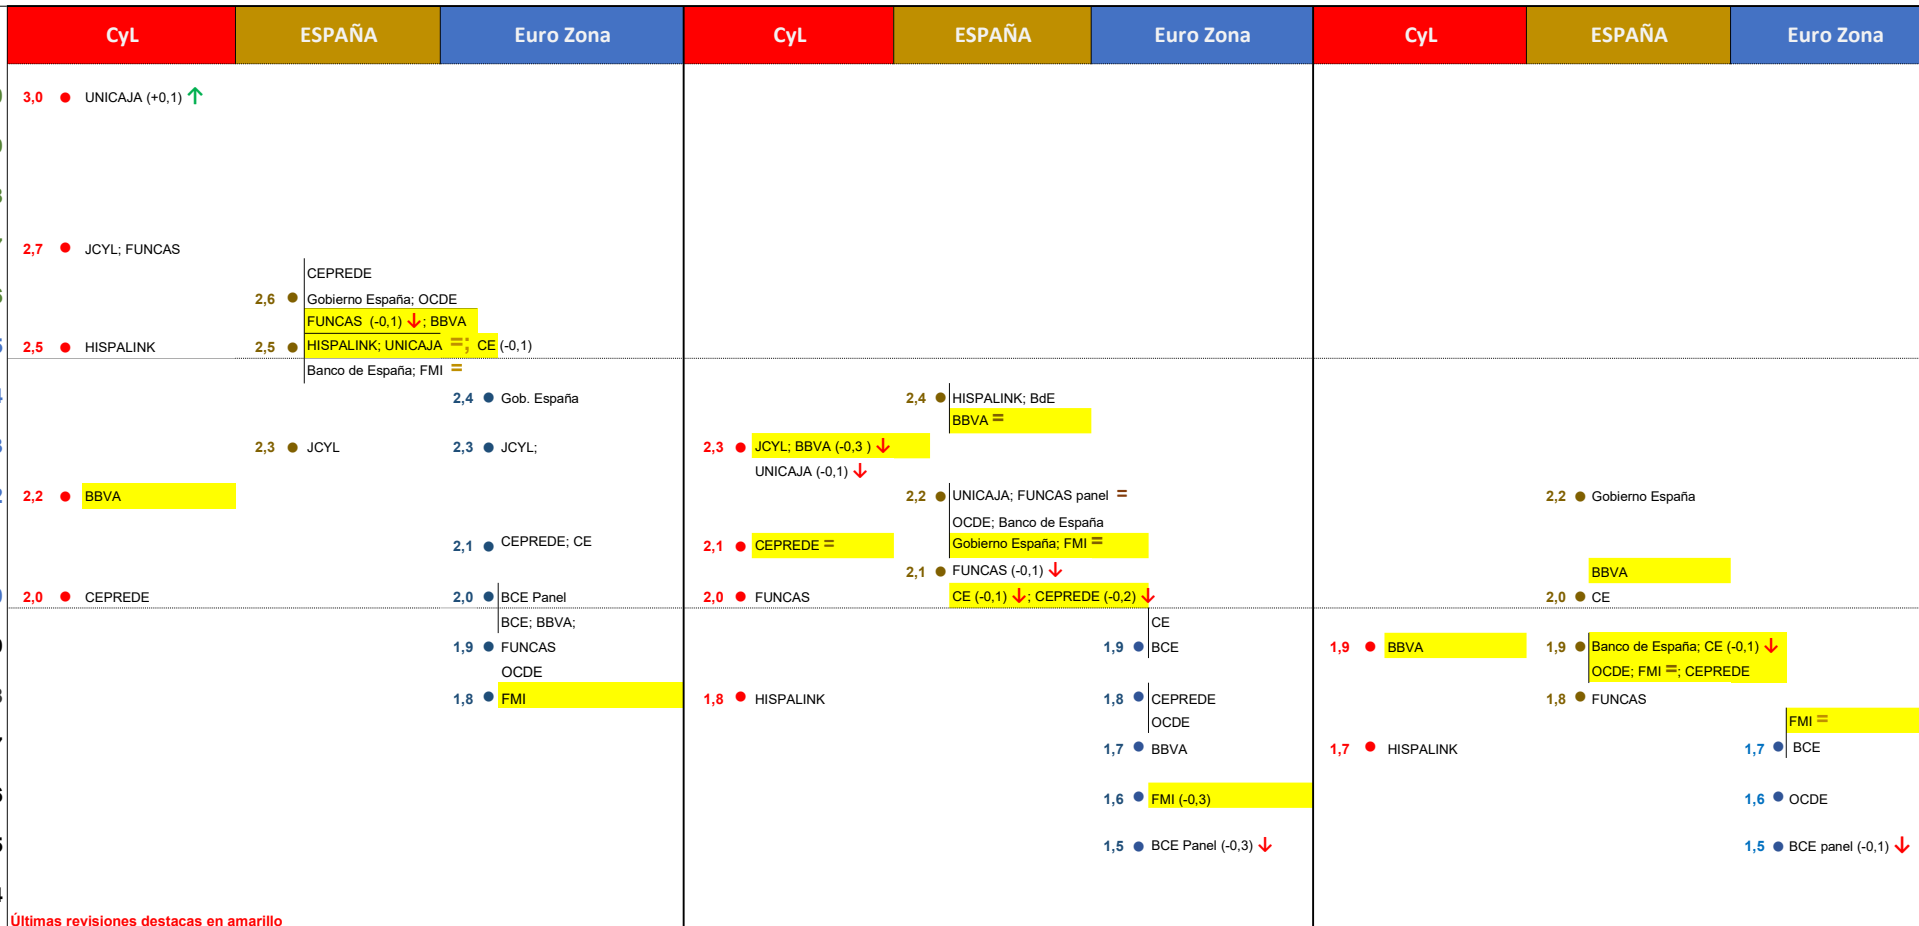 CyL ESPAÑA Euro Zona CyL ESPAÑA Euro Zona CyL ESPAÑA Euro Zona
3,0 ● UNICAJA (+0,1) ↑
2,7 ● JCYL; FUNCAS
CEPREDE
2,6 ● Gobierno España; OCDE
FUNCAS (-0,1) ↓; BBVA
2,5 ● HISPALINK 2,5 ● HISPALINK; UNICAJA =; CE (-0,1)
Banco de España; FMI =
2,4 ● Gob. España 2,4 ● HISPALINK; BdE
BBVA =
2,3 ● JCYL 2,3 ● JCYL; 2,3 ● JCYL; BBVA (-0,3 ) ↓
UNICAJA (-0,1) ↓
2,2 ● BBVA 2,2 ● UNICAJA; FUNCAS panel = 2,2 ● Gobierno España
OCDE; Banco de España
2,1 ● CEPREDE; CE 2,1 ● CEPREDE = Gobierno España; FMI =
2,1 ● FUNCAS (-0,1) ↓ BBVA
2,0 ● CEPREDE 2,0 ● BCE Panel 2,0 ● FUNCAS CE (-0,1) ↓; CEPREDE (-0,2) ↓ 2,0 ● CE
BCE; BBVA; CE
1,9 ● FUNCAS 1,9 ● BCE 1,9 ● BBVA 1,9 ● Banco de España; CE (-0,1) ↓
OCDE OCDE; FMI =; CEPREDE
1,8 ● FMI 1,8 ● HISPALINK 1,8 ● CEPREDE 1,8 ● FUNCAS
OCDE FMI =
1,7 ● BBVA 1,7 ● HISPALINK 1,7 ● BCE
1,6 ● FMI (-0,3) 1,6 ● OCDE
1,5 ● BCE Panel (-0,3) ↓ 1,5 ● BCE panel (-0,1) ↓
Últimas revisiones destacas en amarillo